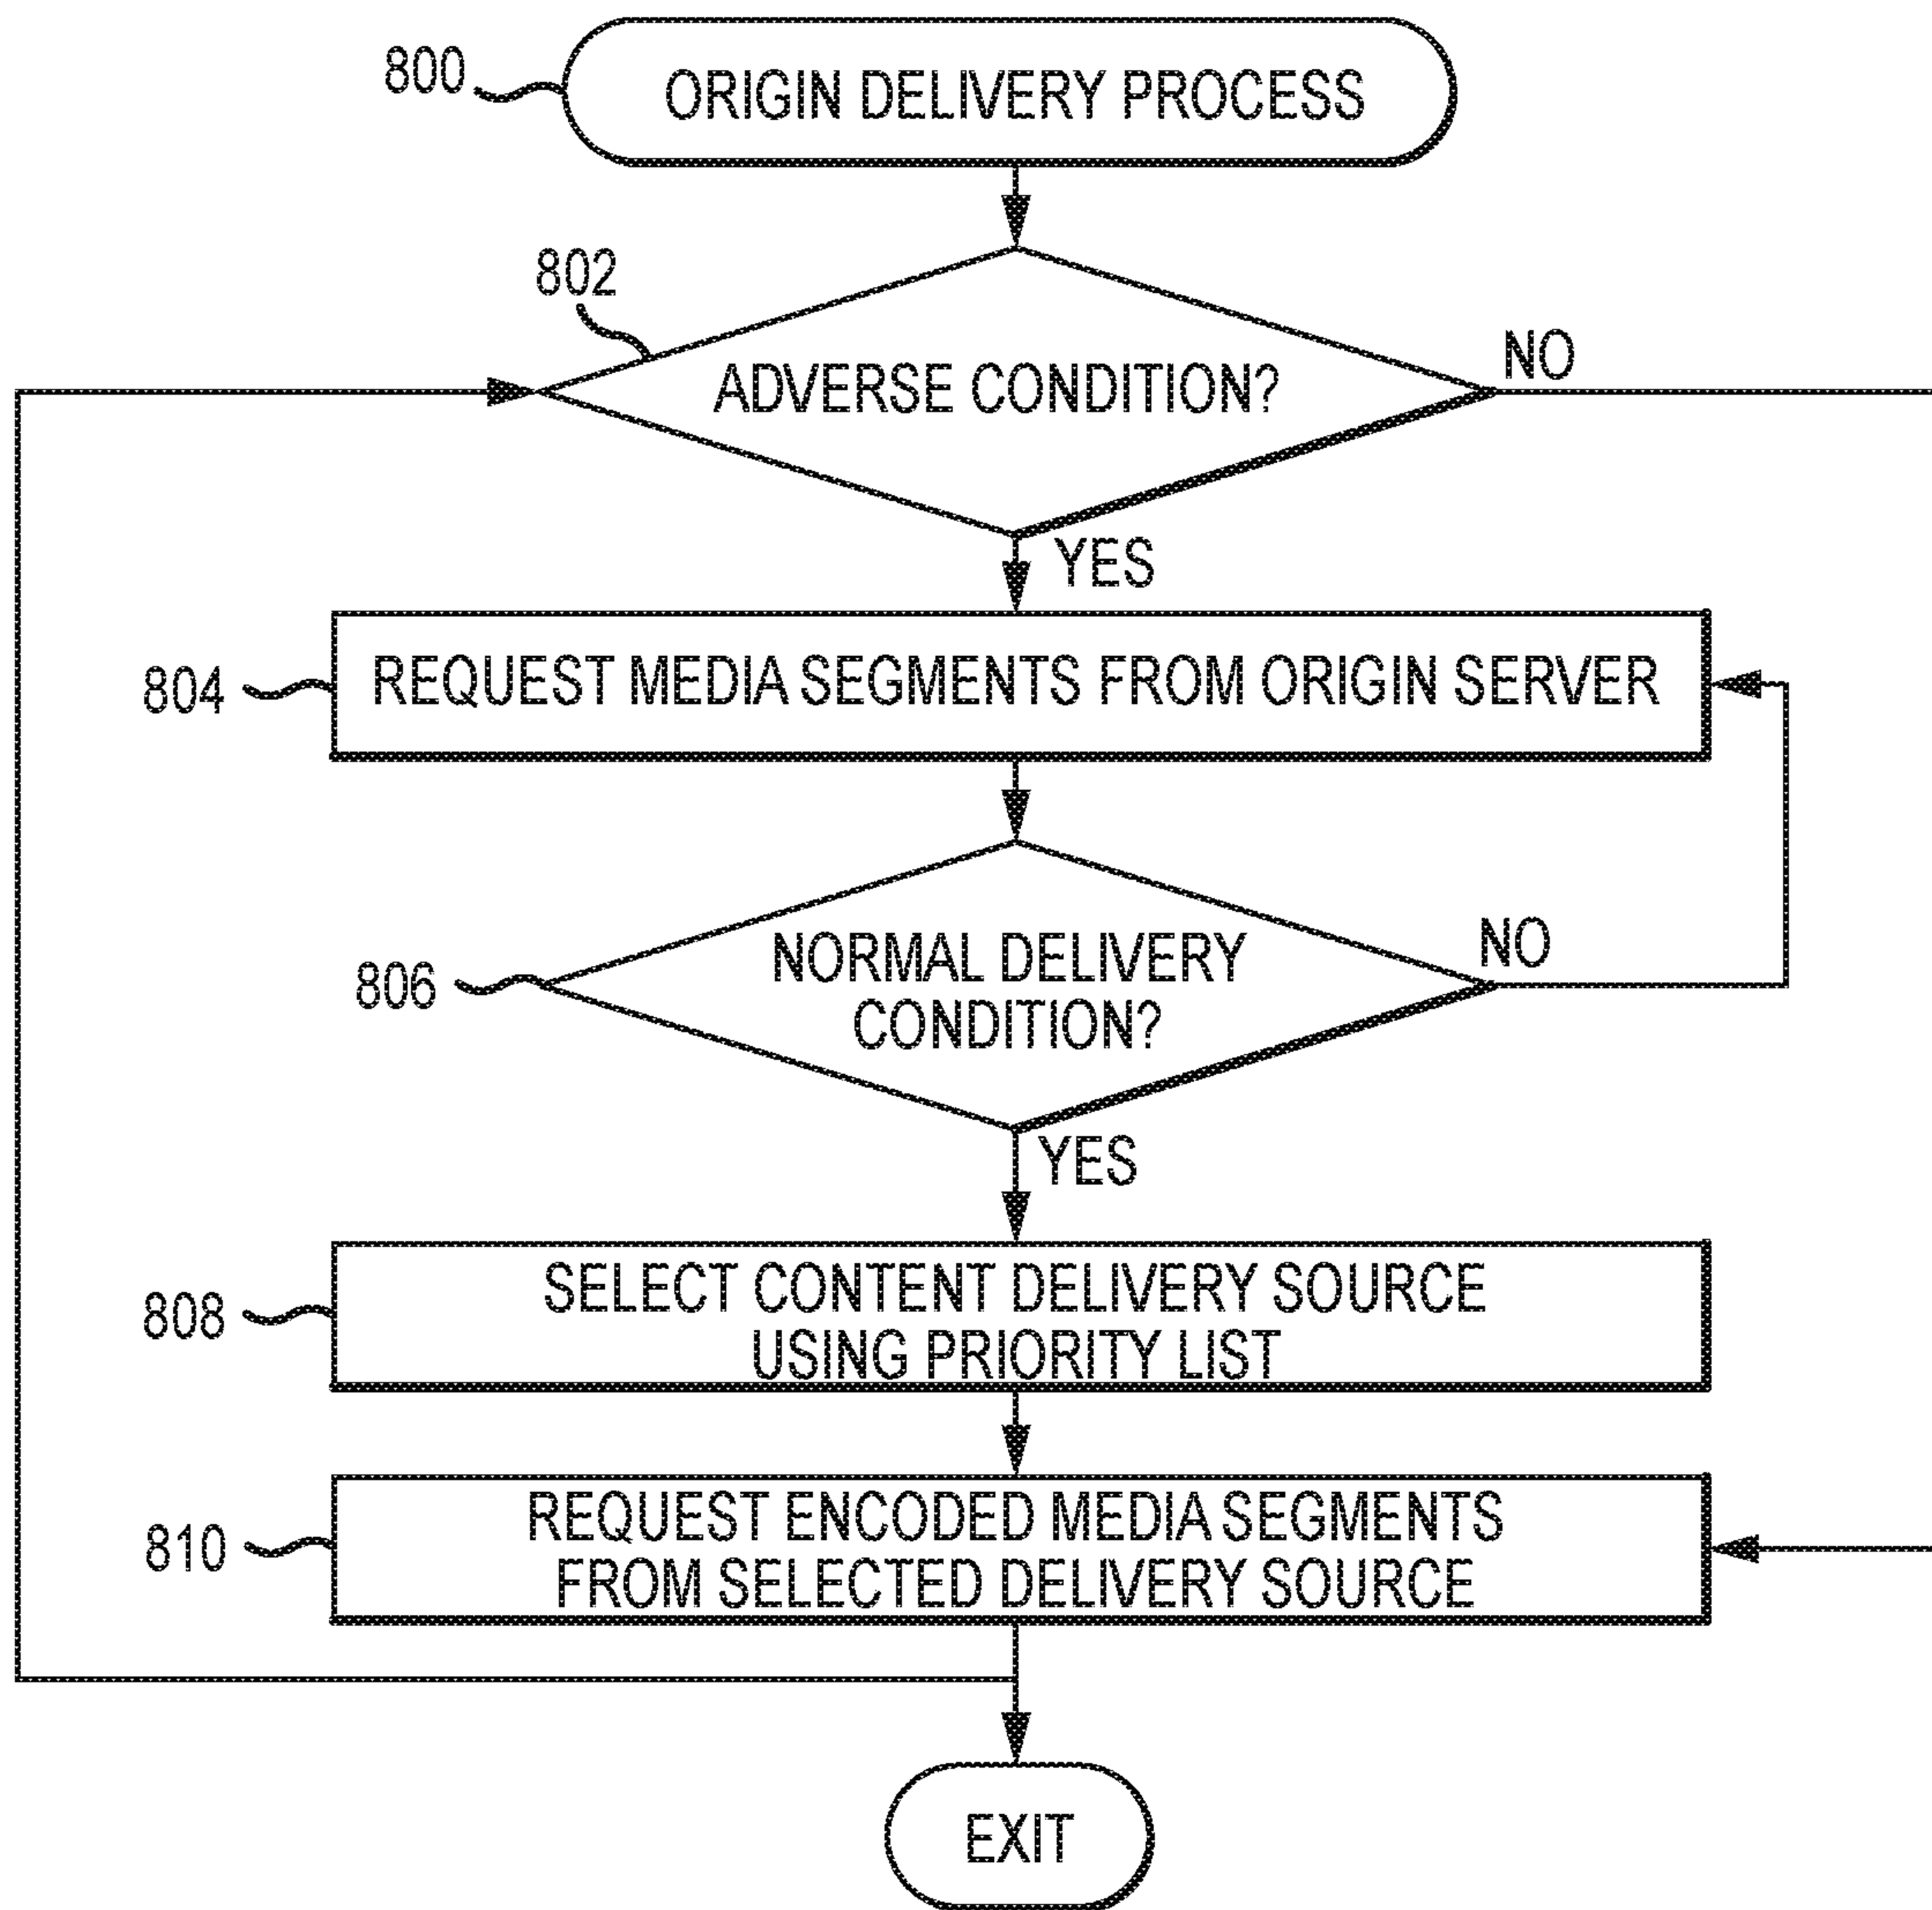 800
ORIGIN DELIVERY PROCESS
802
ADVERSE CONDITION?
NO
YES
804
REQUEST MEDIA SEGMENTS FROM ORIGIN SERVER
806
NORMAL DELIVERY
CONDITION?
NO
YES
808
SELECT CONTENT DELIVERY SOURCE
USING PRIORITY LIST
810
REQUEST ENCODED MEDIA SEGMENTS
FROM SELECTED DELIVERY SOURCE
EXIT